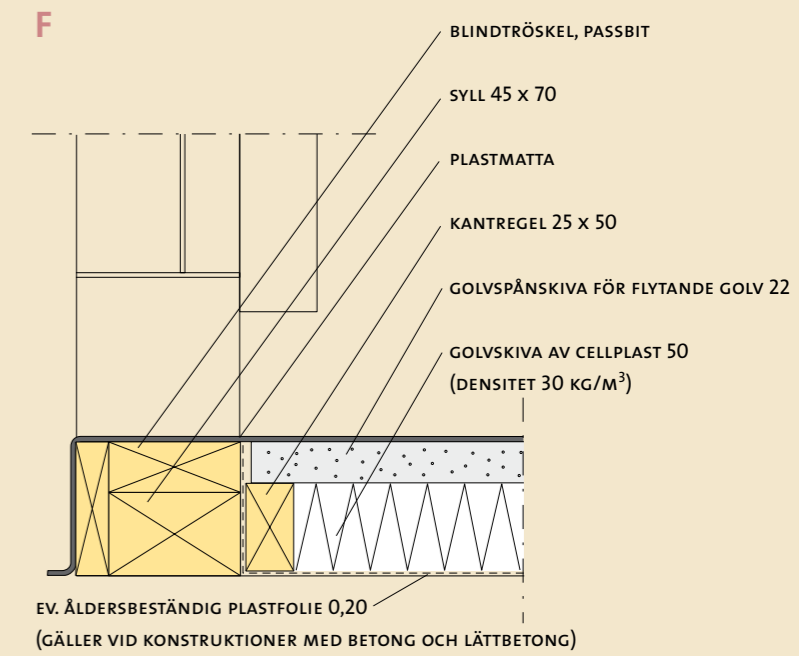 F
BLINDTRÖSKEL, PASSBIT
SYLL 45 X 70
PLASTMATTA
KANTREGEL 25 X 50
GOLVSPÅNSKIVA FÖR FLYTANDE GOLV 22
GOLVSKIVA AV CELLPLAST 50
(DENSITET 30 KG/M³)
EV. ÅLDERSBESTÄNDIG PLASTFOLIE 0,20
(GÄLLER VID KONSTRUKTIONER MED BETONG OCH LÄTTBETONG)